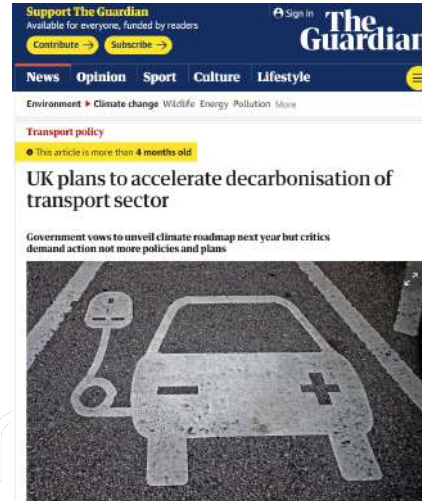 Support The Guardian
Available for everyone, funded by readers
Contribute →
Subscribe →
Sign in
The
Guardian
News Opinion Sport Culture Lifestyle
Environment ▶ Climate change Wildlife Energy Pollution More
Transport policy
This article is more than 4 months old
UK plans to accelerate decarbonisation of
transport sector
Government vows to unveil climate roadmap next year but critics
demand action not more policies and plans